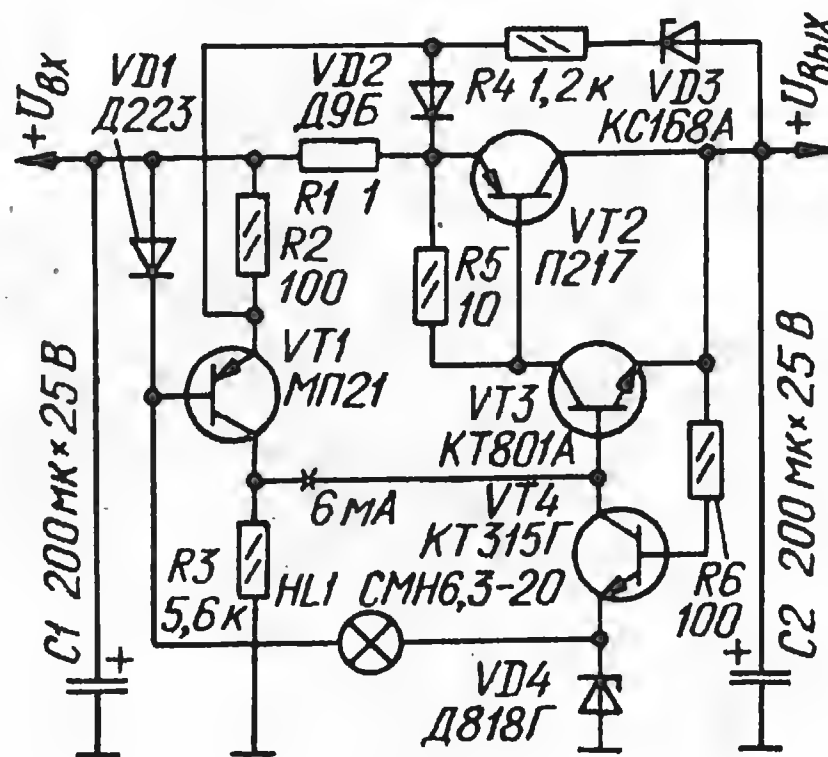 +Uвх
VD1
Д223
VD2
Д9Б
R4 1,2к
VD3
КС168А
+Uвых
R1 1
R2
100
R5
10
VT2
П217
VT1
МП21
VT3
КТ801А
6 мА
VT4
КТ315Г
R3
5,6к
HL1 СМН6,3-20
R6
100
C1 200мк×25 В
+
VD4
Д818Г
C2 200мк×25 В
+